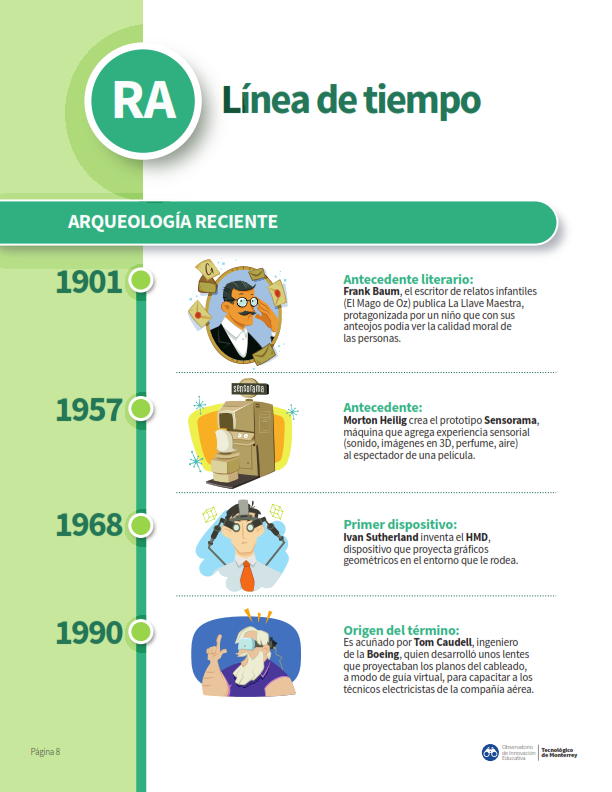 RA
Línea de tiempo
ARQUEOLOGÍA RECIENTE
1901
Antecedente literario:
Frank Baum, el escritor de relatos infantiles
(El Mago de Oz) publica La Llave Maestra,
protagonizada por un niño que con sus
anteojos podía ver la calidad moral de
las personas.
G
1957
sensorama
Antecedente:
Morton Heilig crea el prototipo Sensorama,
máquina que agrega experiencia sensorial
(sonido, imágenes en 3D, perfume, aire)
al espectador de una película.
1968
Primer dispositivo:
Ivan Sutherland inventa el HMD,
dispositivo que proyecta gráficos
geométricos en el entorno que le rodea.
1990
Origen del término:
Es acuñado por Tom Caudell, ingeniero
de la Boeing, quien desarrolló unos lentes
que proyectaban los planos del cableado,
a modo de guía virtual, para capacitar a los
técnicos electricistas de la compañía aérea.
Página 8
Observatorio
de Innovación
Educativa
Tecnológico
de Monterrey